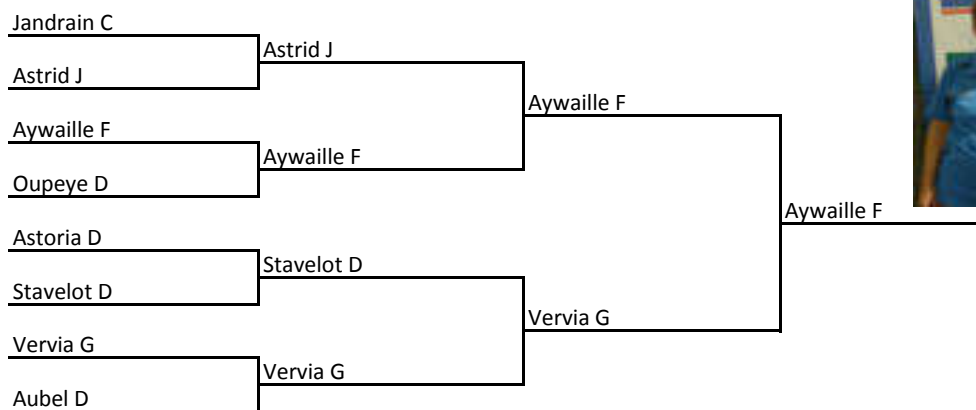 Jandrain C
Astrid J
Astrid J
Aywaille F
Aywaille F
Aywaille F
Oupeye D
Aywaille F
Astoria D
Stavelot D
Stavelot D
Vervia G
Vervia G
Vervia G
Aubel D